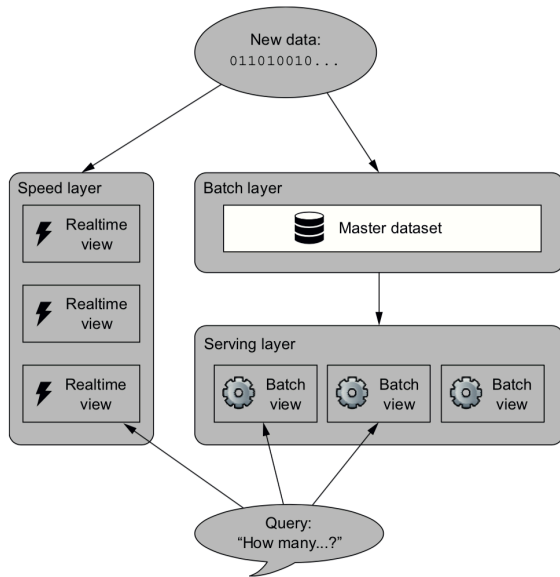 New data:
011010010...
Speed layer
Realtime
view
Realtime
view
Realtime
view
Batch layer
Master dataset
Serving layer
Batch
view
Batch
view
Batch
view
Query:
“How many...?”